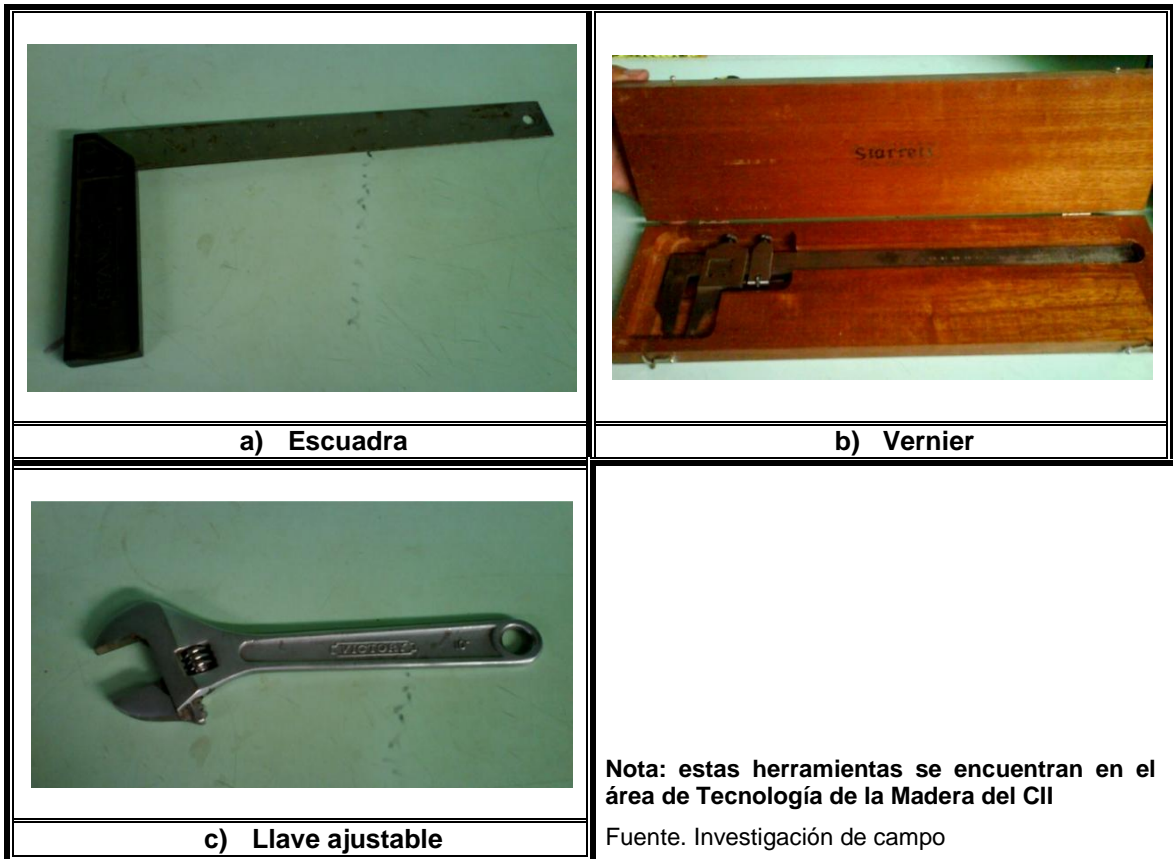 Starrett
a) Escuadra
b) Vernier
VICTORY 10"
c) Llave ajustable
Nota: estas herramientas se encuentran en el
área de Tecnología de la Madera del CII
Fuente. Investigación de campo